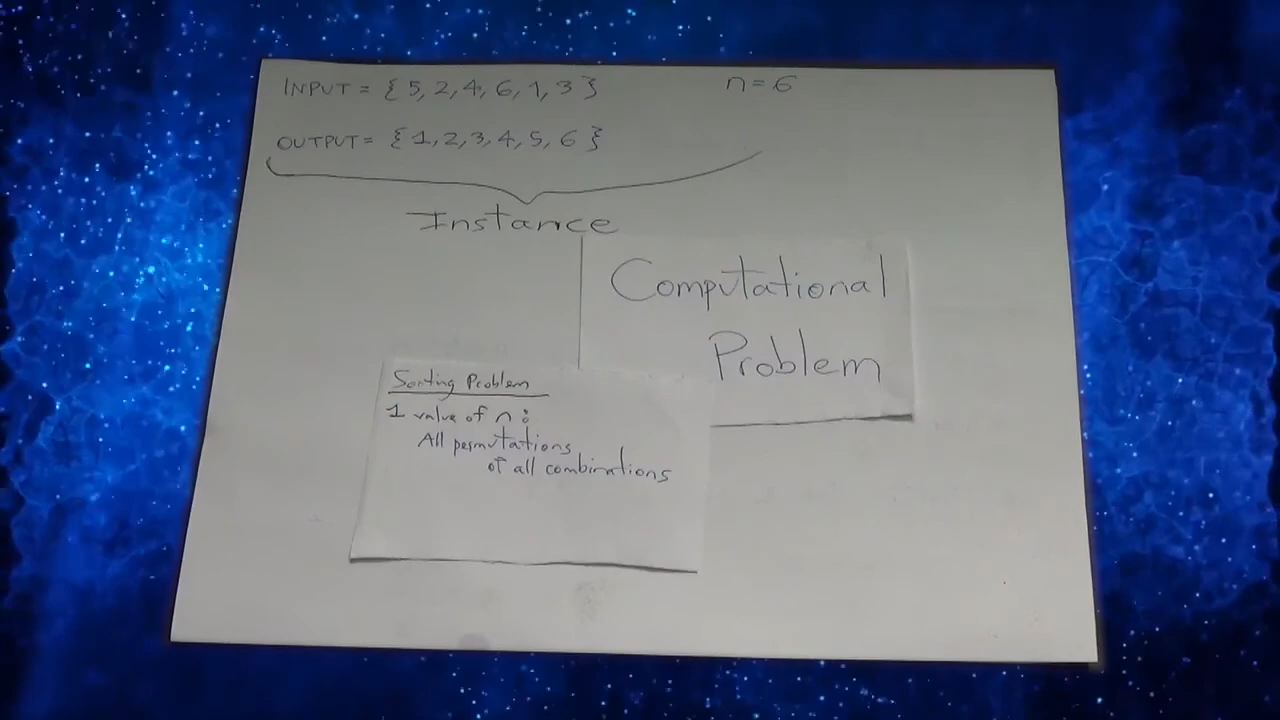 INPUT = { 5, 2, 4, 6, 1, 3 } n = 6
OUTPUT = { 1, 2, 3, 4, 5, 6 }
Instance
Computational
Problem
Sorting Problem
1 value of n :
All permutations
of all combinations